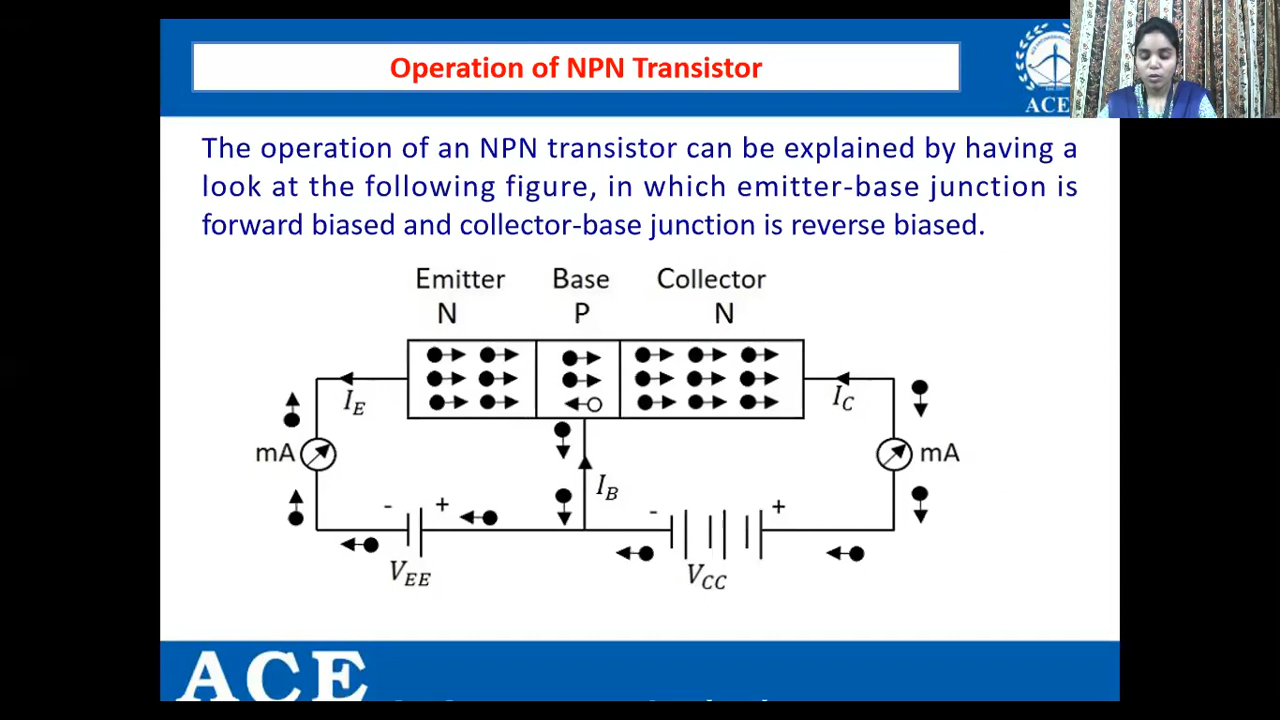 Operation of NPN Transistor
ACE
The operation of an NPN transistor can be explained by having a
look at the following figure, in which emitter-base junction is
forward biased and collector-base junction is reverse biased.
Emitter Base Collector
N P N
I_E I_C
mA mA
I_B
- + - +
V_EE V_CC
ACE